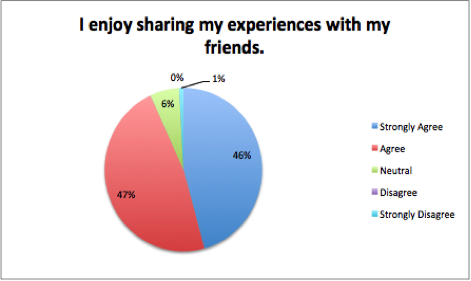 I enjoy sharing my experiences with my
friends.
0%
1%
6%
46%
47%
Strongly Agree
Agree
Neutral
Disagree
Strongly Disagree